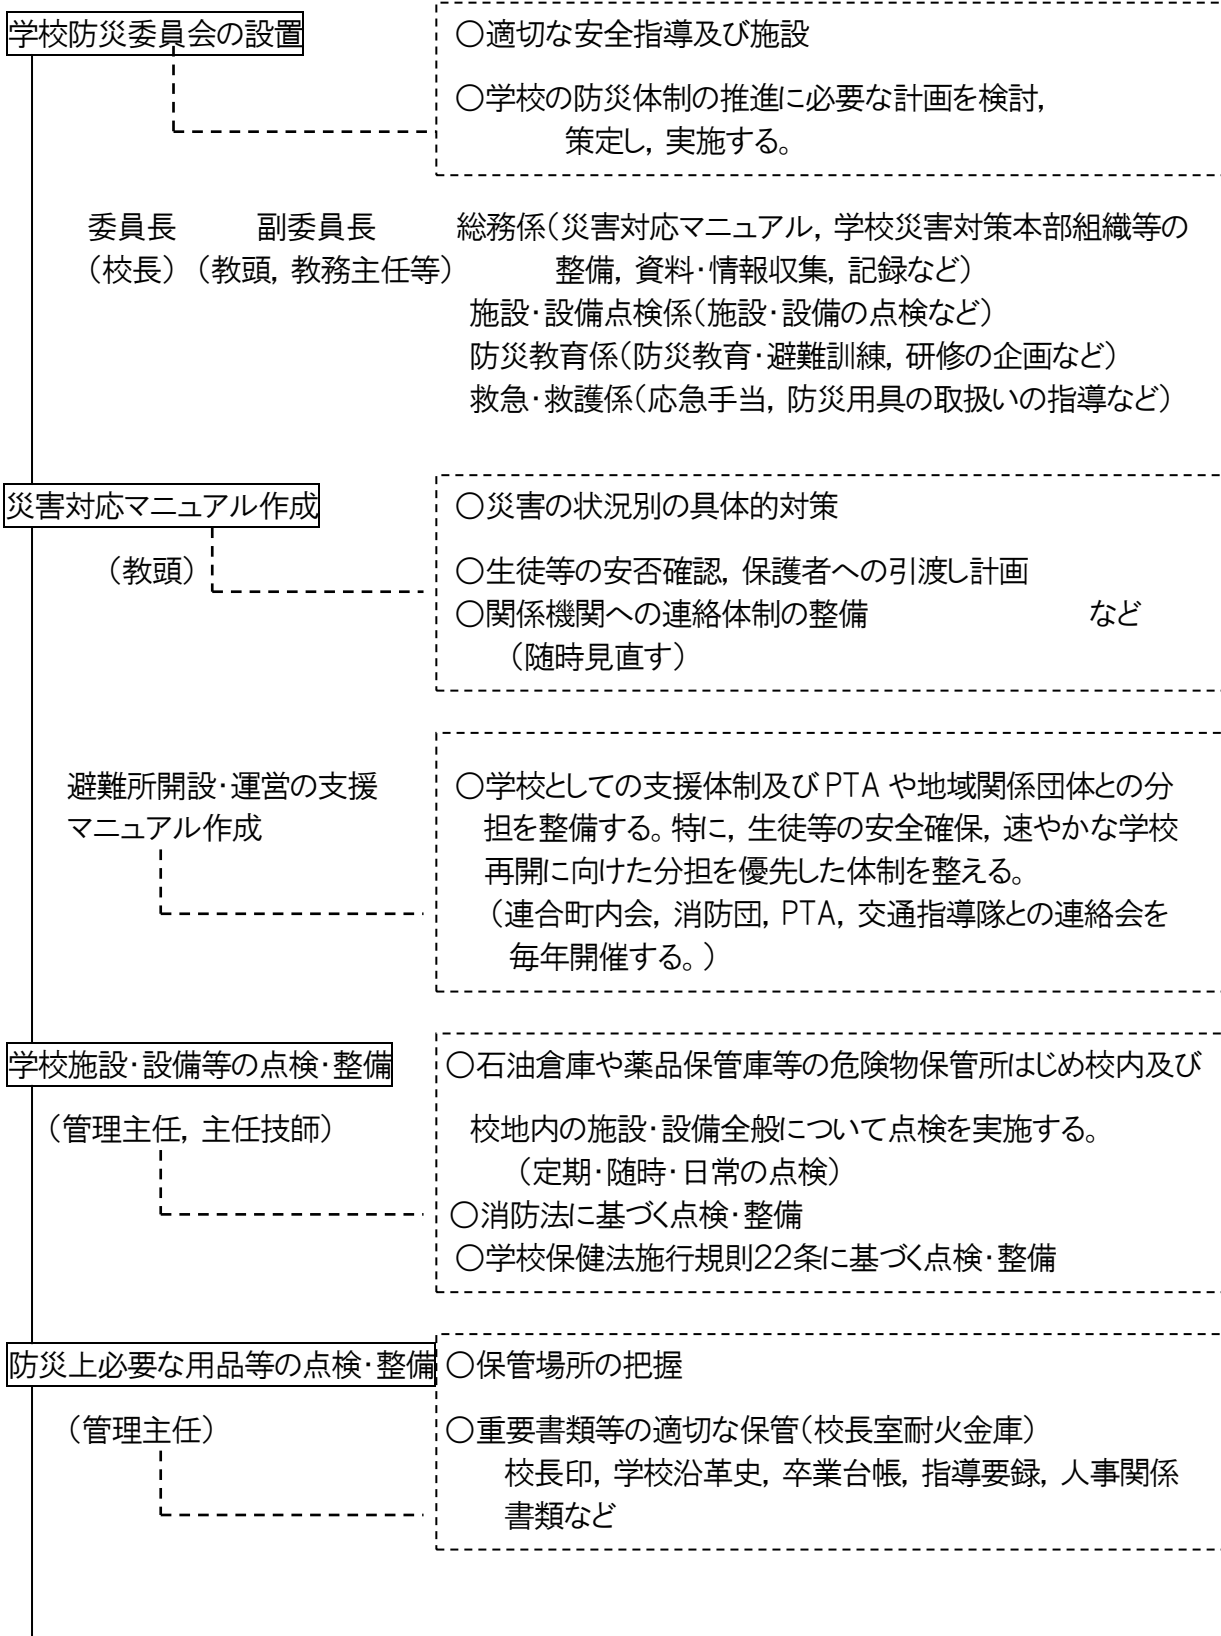 学校防災委員会の設置
○適切な安全指導及び施設
○学校の防災体制の推進に必要な計画を検討，
策定し，実施する。
委員長　副委員長　総務係（災害対応マニュアル，学校災害対策本部組織等の
（校長）（教頭，教務主任等）　整備，資料・情報収集，記録など）
施設・設備点検係（施設・設備の点検など）
防災教育係（防災教育・避難訓練，研修の企画など）
救急・救護係（応急手当，防災用具の取扱いの指導など）
災害対応マニュアル作成
（教頭）
○災害の状況別の具体的対策
○生徒等の安否確認，保護者への引渡し計画
○関係機関への連絡体制の整備　など
（随時見直す）
避難所開設・運営の支援
マニュアル作成
○学校としての支援体制及びPTAや地域関係団体との分
担を整備する。特に，生徒等の安全確保，速やかな学校
再開に向けた分担を優先した体制を整える。
（連合町内会，消防団，PTA，交通指導隊との連絡会を
毎年開催する。）
学校施設・設備等の点検・整備
（管理主任，主任技師）
○石油倉庫や薬品保管庫等の危険物保管所はじめ校内及び
校地内の施設・設備全般について点検を実施する。
（定期・随時・日常の点検）
○消防法に基づく点検・整備
○学校保健法施行規則22条に基づく点検・整備
防災上必要な用品等の点検・整備
（管理主任）
○保管場所の把握
○重要書類等の適切な保管（校長室耐火金庫）
校長印，学校沿革史，卒業台帳，指導要録，人事関係
書類など